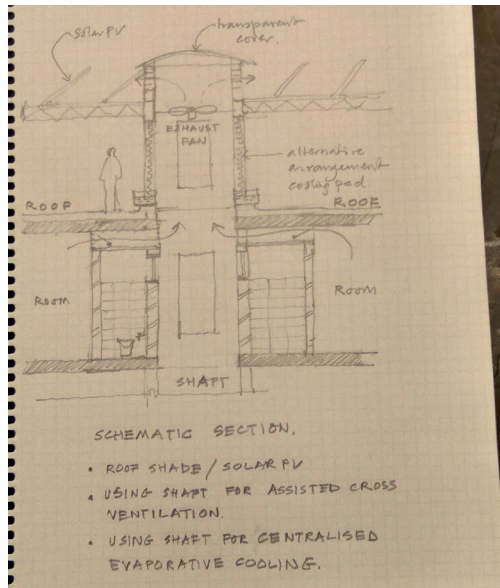 solar PV
transparent
cover.
EXHAUST
FAN
alternative
arrangement
cooling pad
ROOF
ROOF
ROOM
ROOM
SHAFT
SCHEMATIC SECTION.
• ROOF SHADE / SOLAR PV
• USING SHAFT FOR ASSISTED CROSS
VENTILATION.
• USING SHAFT FOR CENTRALISED
EVAPORATIVE COOLING.